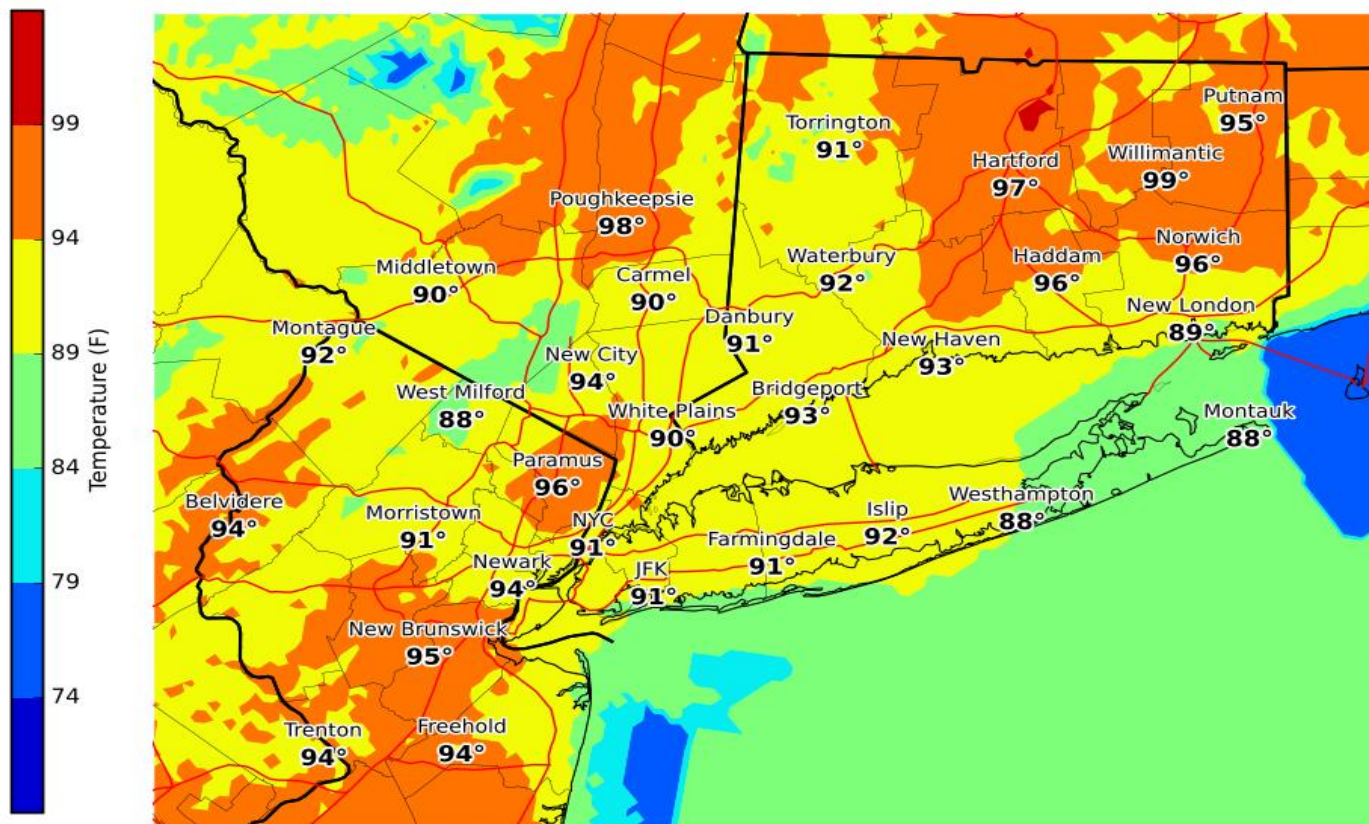 99
94
89
84
79
74
Temperature (F)
Putnam
95°
Torrington
91°
Hartford
97°
Willimantic
99°
Poughkeepsie
98°
Middletown
90°
Carmel
90°
Waterbury
92°
Haddam
96°
Norwich
96°
Montague
92°
Danbury
91°
New Haven
93°
New London
89°
New City
94°
West Milford
88°
White Plains
90°
Bridgeport
93°
Montauk
88°
Paramus
96°
Belvidere
94°
Morristown
91°
NYC
91°
Islip
92°
Westhampton
88°
Farmingdale
91°
Newark
94°
JFK
91°
New Brunswick
95°
Trenton
94°
Freehold
94°